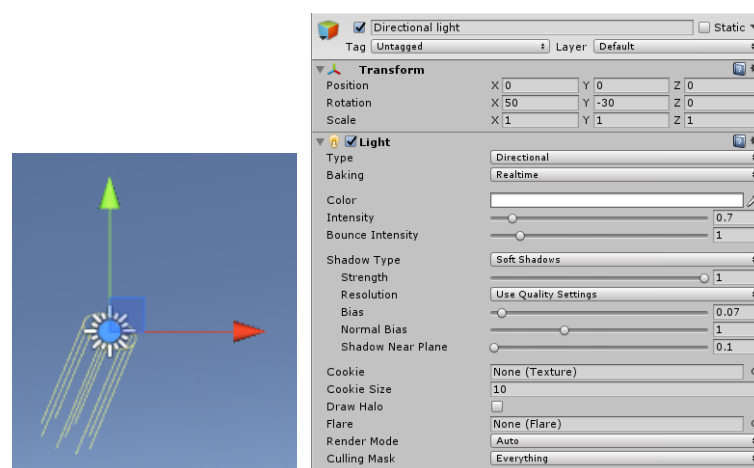 Directional light Static
Tag Untagged Layer Default
Transform
Position X 0 Y 0 Z 0
Rotation X 50 Y -30 Z 0
Scale X 1 Y 1 Z 1
Light
Type Directional
Baking Realtime
Color
Intensity 0.7
Bounce Intensity 1
Shadow Type Soft Shadows
Strength 1
Resolution Use Quality Settings
Bias 0.07
Normal Bias 1
Shadow Near Plane 0.1
Cookie None (Texture)
Cookie Size 10
Draw Halo
Flare None (Flare)
Render Mode Auto
Culling Mask Everything